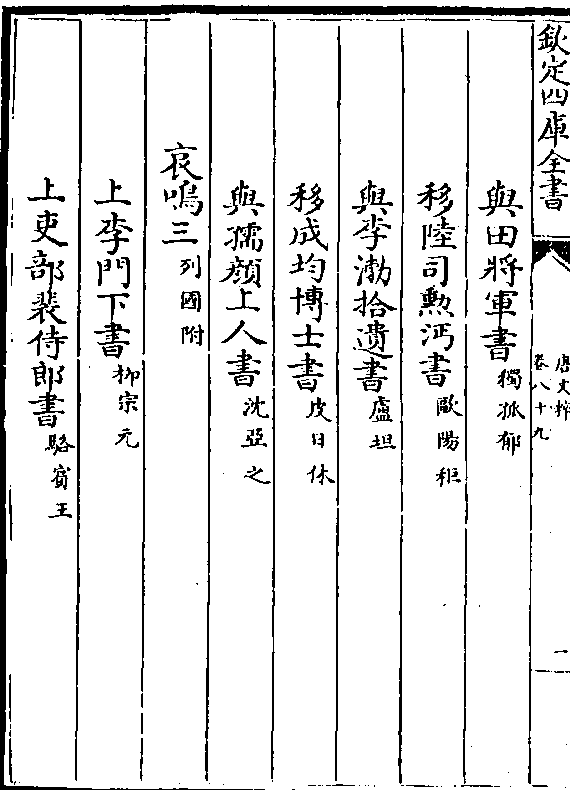 欽定四庫全書
唐文粹
卷八十九
一
與田將軍書 獨孤郁
移陸司勲沔書 歐陽秬
與李渤拾遺書 盧坦
移成均博士書 皮日休
與孺顔上人書 沈亞之
哀鳴三 列國附
上李門下書 柳宗元
上吏部裴侍郎書 駱賓王